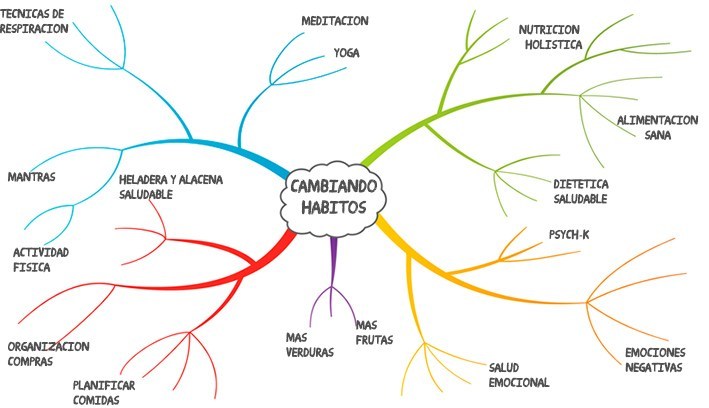 TECNICAS DE
RESPIRACION
MEDITACION
YOGA
NUTRICION
HOLISTICA
ALIMENTACION
SANA
MANTRAS
HELADERA Y ALACENA
SALUDABLE
CAMBIANDO
HABITOS
DIETETICA
SALUDABLE
ACTIVIDAD
FISICA
PSYCH-K
ORGANIZACION
COMPRAS
MAS
VERDURAS
MAS
FRUTAS
PLANIFICAR
COMIDAS
SALUD
EMOCIONAL
EMOCIONES
NEGATIVAS